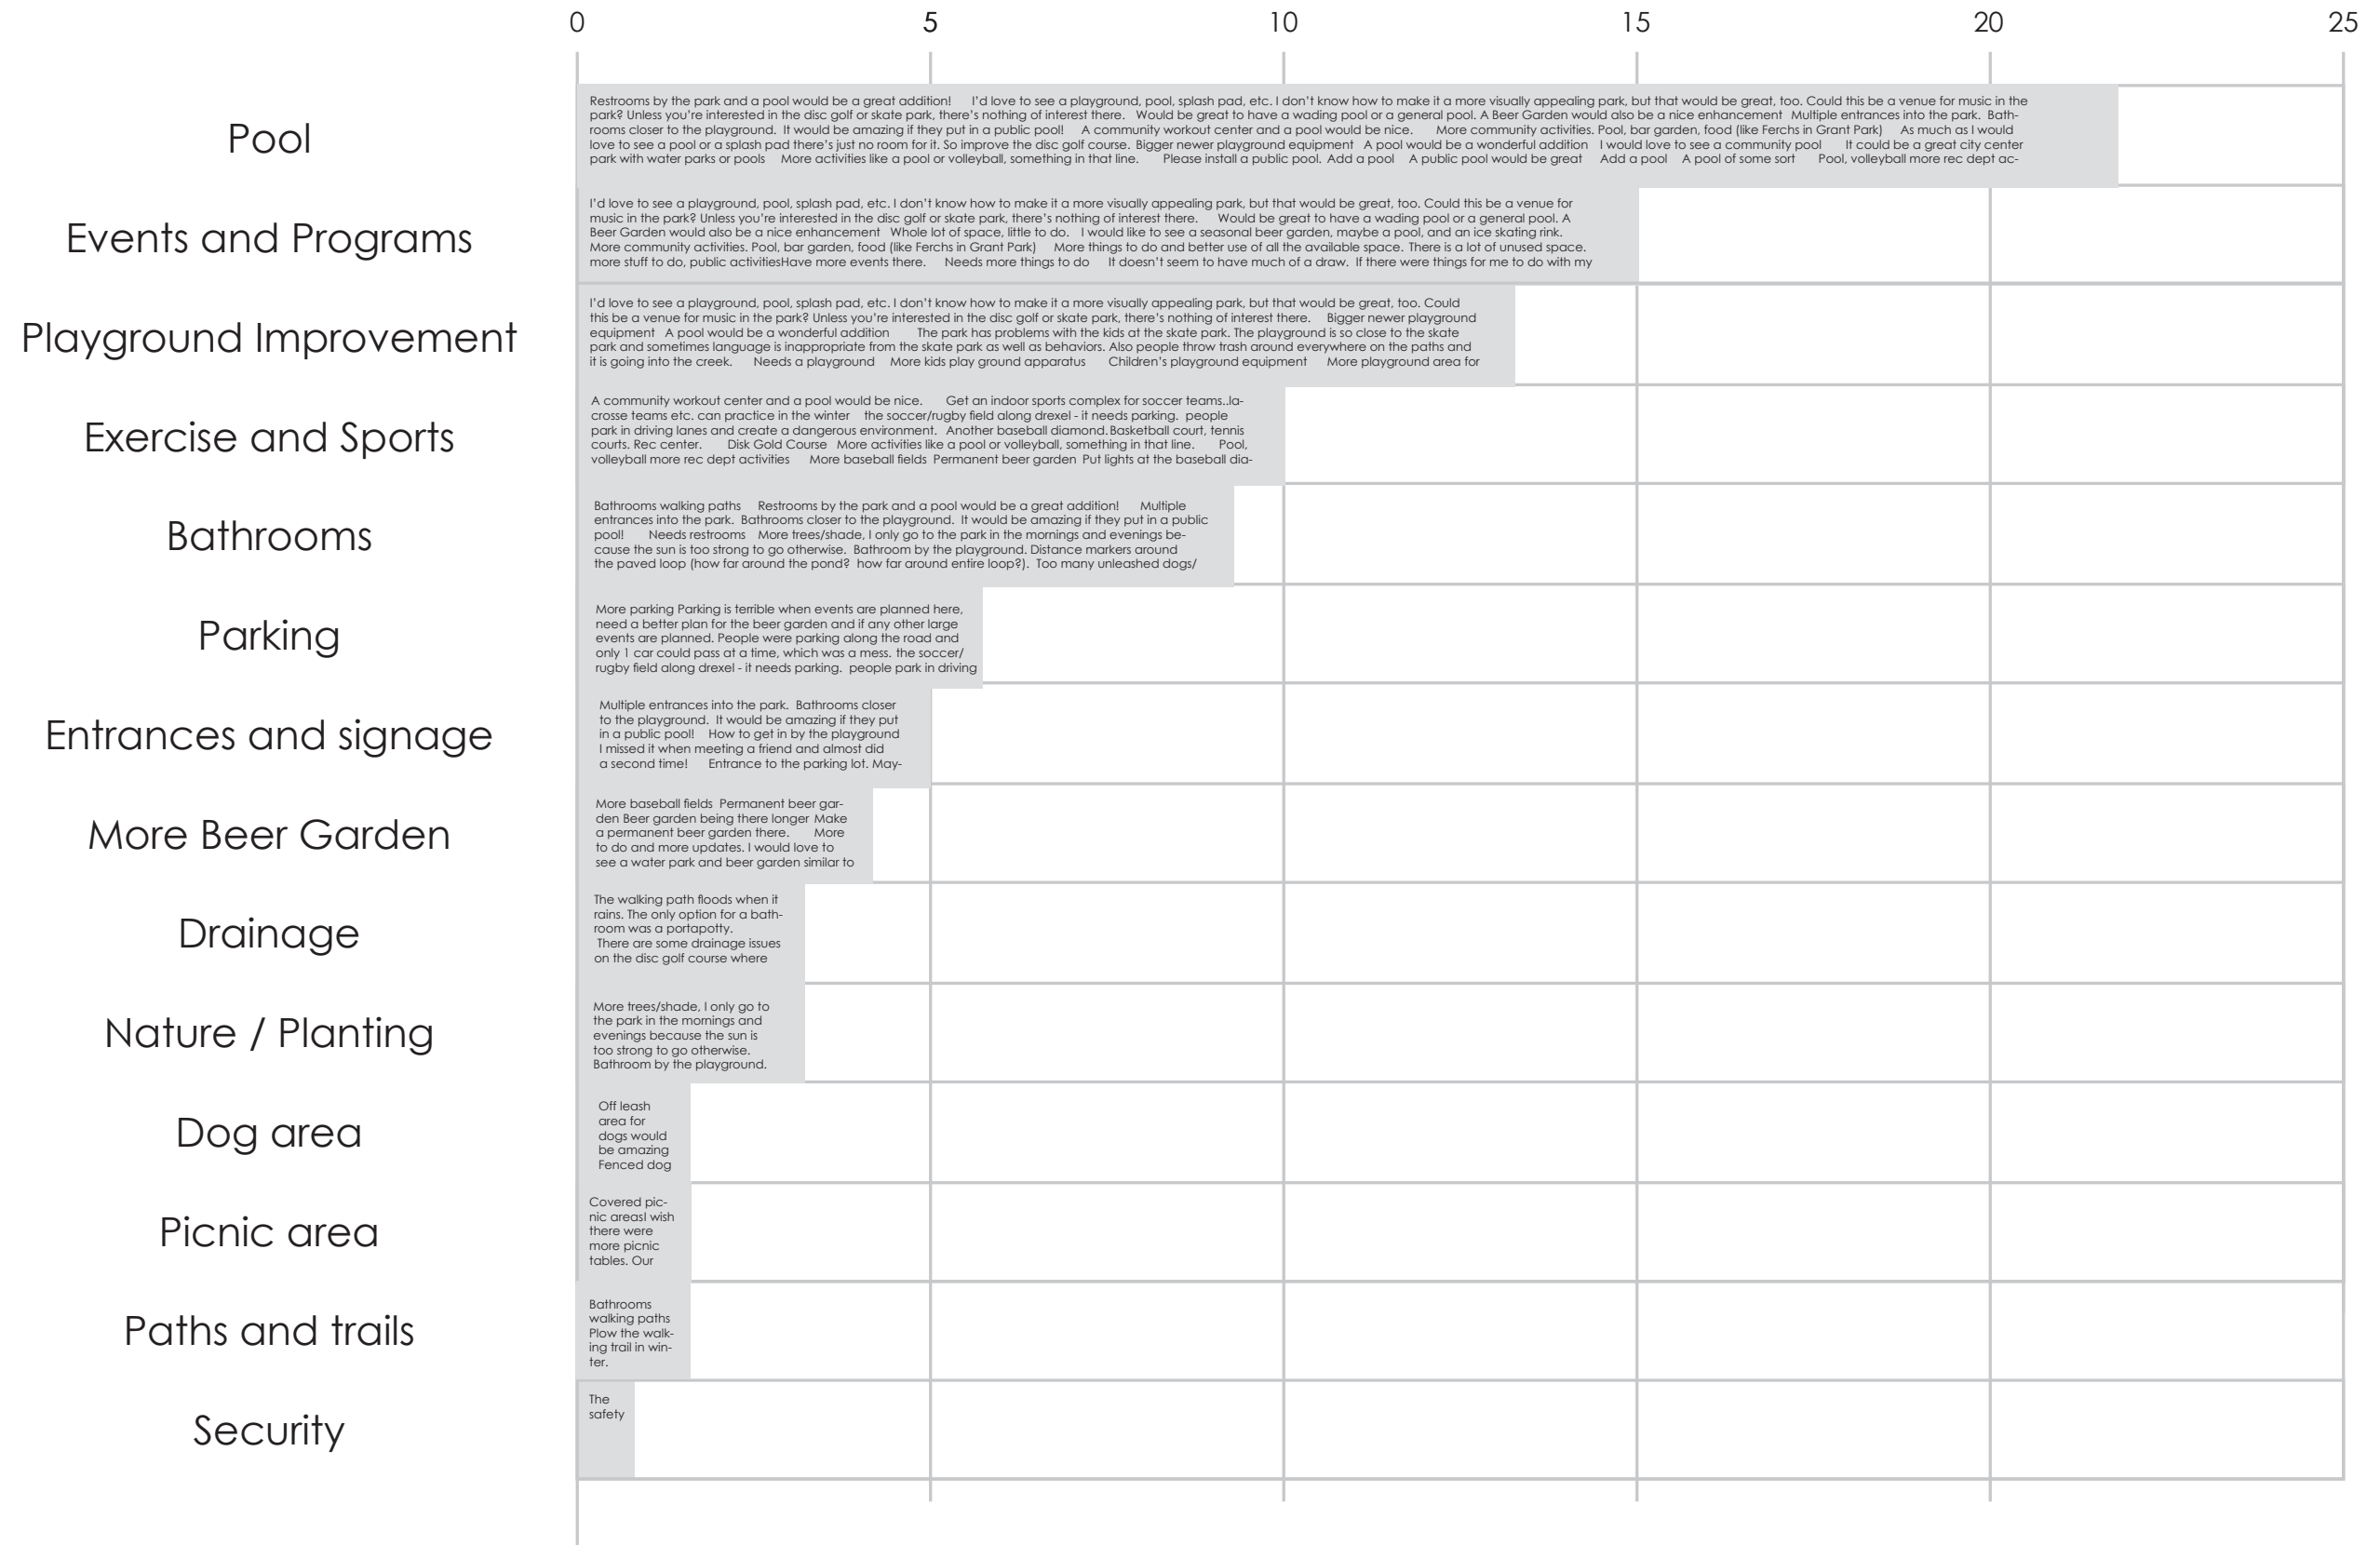 0 5 10 15 20 25
Pool
Restrooms by the park and a pool would be a great addition! I'd love to see a playground, pool, splash pad, etc. I don't know how to make it a more visually appealing park, but that would be great, too. Could this be a venue for music in the
park? Unless you're interested in the disc golf or skate park, there's nothing of interest there. Would be great to have a wading pool or a general pool. A Beer Garden would also be a nice enhancement Multiple entrances into the park. Bath-
rooms closer to the playground. It would be amazing if they put in a public pool! A community workout center and a pool would be nice. More community activities. Pool, bar garden, food (like Ferchs in Grant Park) As much as I would
love to see a pool or a splash pad there's just no room for it. So improve the disc golf course. Bigger newer playground equipment A pool would be a wonderful addition I would love to see a community pool It could be a great city center
park with water parks or pools More activities like a pool or volleyball, something in that line. Please install a public pool. Add a pool A public pool would be great Add a pool A pool of some sort Pool, volleyball more rec dept ac-
Events and Programs
I'd love to see a playground, pool, splash pad, etc. I don't know how to make it a more visually appealing park, but that would be great, too. Could this be a venue for
music in the park? Unless you're interested in the disc golf or skate park, there's nothing of interest there. Would be great to have a wading pool or a general pool. A
Beer Garden would also be a nice enhancement Whole lot of space, little to do. I would like to see a seasonal beer garden, maybe a pool, and an ice skating rink.
More community activities. Pool, bar garden, food (like Ferchs in Grant Park) More things to do and better use of all the available space. There is a lot of unused space.
more stuff to do, public activitiesHave more events there. Needs more things to do It doesn't seem to have much of a draw. If there were things for me to do with my
Playground Improvement
I'd love to see a playground, pool, splash pad, etc. I don't know how to make it a more visually appealing park, but that would be great, too. Could
this be a venue for music in the park? Unless you're interested in the disc golf or skate park, there's nothing of interest there. Bigger newer playground
equipment A pool would be a wonderful addition The park has problems with the kids at the skate park. The playground is so close to the skate
park and sometimes language is inappropriate from the skate park as well as behaviors. Also people throw trash around everywhere on the paths and
it is going into the creek. Needs a playground More kids play ground apparatus Children's playground equipment More playground area for
Exercise and Sports
A community workout center and a pool would be nice. Get an indoor sports complex for soccer teams..la-
crosse teams etc. can practice in the winter the soccer/rugby field along drexel - it needs parking. people
park in driving lanes and create a dangerous environment. Another baseball diamond. Basketball court, tennis
courts. Rec center. Disk Gold Course More activities like a pool or volleyball, something in that line. Pool,
volleyball more rec dept activities More baseball fields Permanent beer garden Put lights at the baseball dia-
Bathrooms
Bathrooms walking paths Restrooms by the park and a pool would be a great addition! Multiple
entrances into the park. Bathrooms closer to the playground. It would be amazing if they put in a public
pool! Needs restrooms More trees/shade, I only go to the park in the mornings and evenings be-
cause the sun is too strong to go otherwise. Bathroom by the playground. Distance markers around
the paved loop (how far around the pond? how far around entire loop?). Too many unleashed dogs/
Parking
More parking Parking is terrible when events are planned here,
need a better plan for the beer garden and if any other large
events are planned. People were parking along the road and
only 1 car could pass at a time, which was a mess. the soccer/
rugby field along drexel - it needs parking. people park in driving
Entrances and signage
Multiple entrances into the park. Bathrooms closer
to the playground. It would be amazing if they put
in a public pool! How to get in by the playground
I missed it when meeting a friend and almost did
a second time! Entrance to the parking lot. May-
More Beer Garden
More baseball fields Permanent beer gar-
den Beer garden being there longer Make
a permanent beer garden there. More
to do and more updates. I would love to
see a water park and beer garden similar to
Drainage
The walking path floods when it
rains. The only option for a bath-
room was a portapotty.
There are some drainage issues
on the disc golf course where
Nature / Planting
More trees/shade, I only go to
the park in the mornings and
evenings because the sun is
too strong to go otherwise.
Bathroom by the playground.
Dog area
Off leash
area for
dogs would
be amazing
Fenced dog
Picnic area
Covered pic-
nic areasI wish
there were
more picnic
tables. Our
Paths and trails
Bathrooms
walking paths
Plow the walk-
ing trail in win-
ter.
Security
The
safety